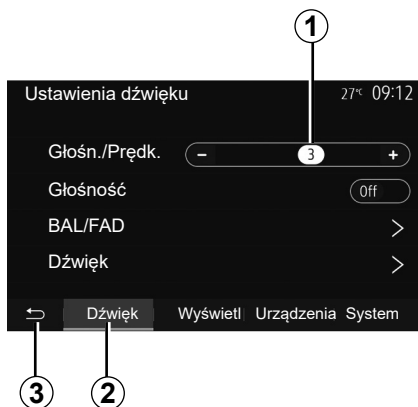 1
Ustawienia dźwięku 27°C 09:12
Głośn./Prędk. - 3 +
Głośność Off
BAL/FAD >
Dźwięk >
Dźwięk Wyświetl Urządzenia System
3 2